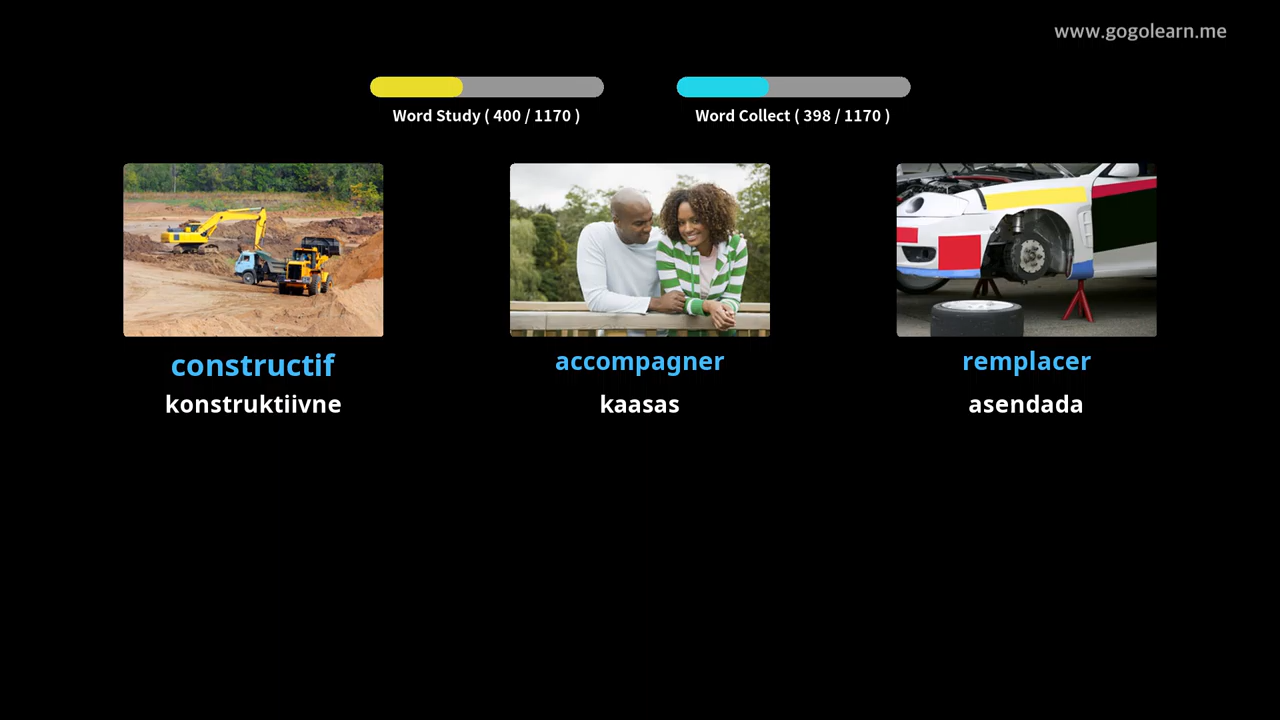 www.gogolearn.me
Word Study ( 400 / 1170 )
Word Collect ( 398 / 1170 )
constructif
accompagner
remplacer
konstruktiivne
kaasas
asendada